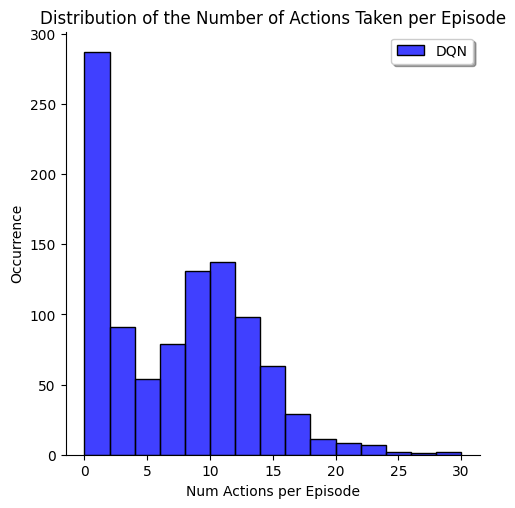 Distribution of the Number of Actions Taken per Episode
DQN
300
250
200
150
100
50
0
Occurrence
0 5 10 15 20 25 30
Num Actions per Episode